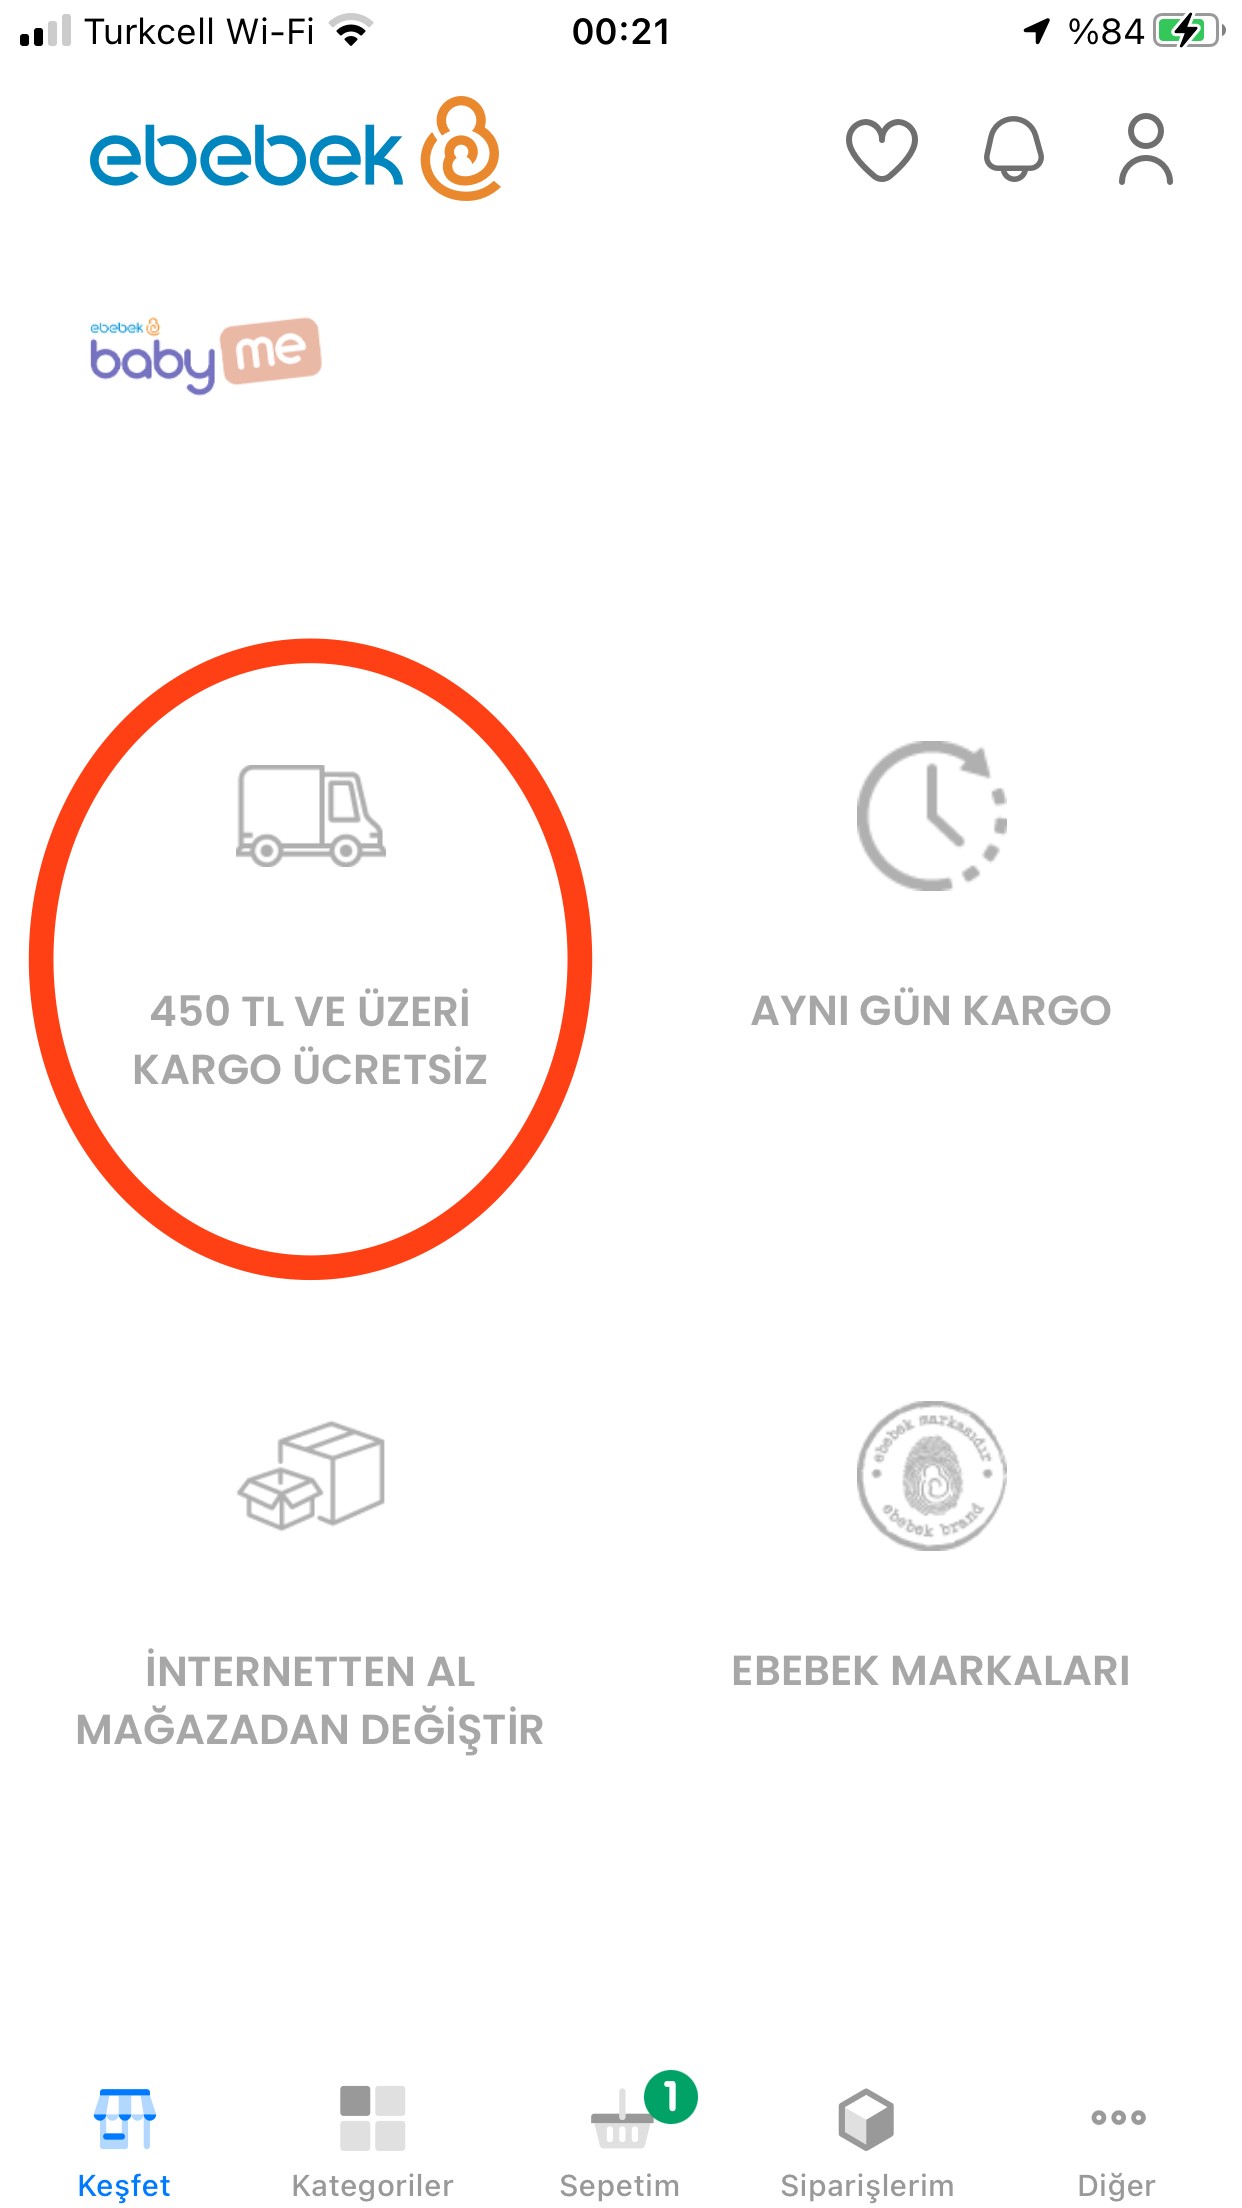 Turkcell Wi-Fi 00:21 %84
ebebek
ebebek
baby me
450 TL VE ÜZERİ
KARGO ÜCRETSİZ
AYNI GÜN KARGO
ebebek markasıdır
ebebek brand
İNTERNETTEN AL
MAĞAZADAN DEĞİŞTİR
EBEBEK MARKALARI
1
Keşfet Kategoriler Sepetim Siparişlerim Diğer